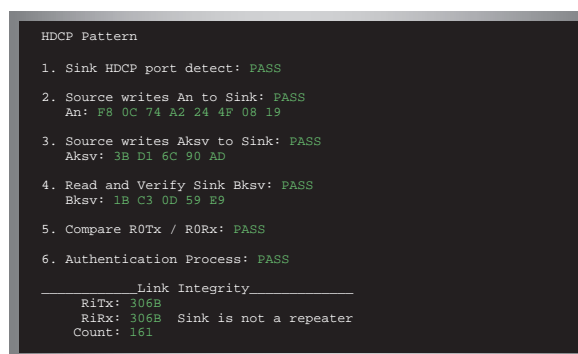 HDCP Pattern
1. Sink HDCP port detect: PASS
2. Source writes An to Sink: PASS
An: F8 0C 74 A2 24 4F 08 19
3. Source writes Aksv to Sink: PASS
Aksv: 3B D1 6C 90 AD
4. Read and Verify Sink Bksv: PASS
Bksv: 1B C3 0D 59 E9
5. Compare R0Tx / R0Rx: PASS
6. Authentication Process: PASS
____________Link Integrity_____________
RiTx: 306B
RiRx: 306B Sink is not a repeater
Count: 161